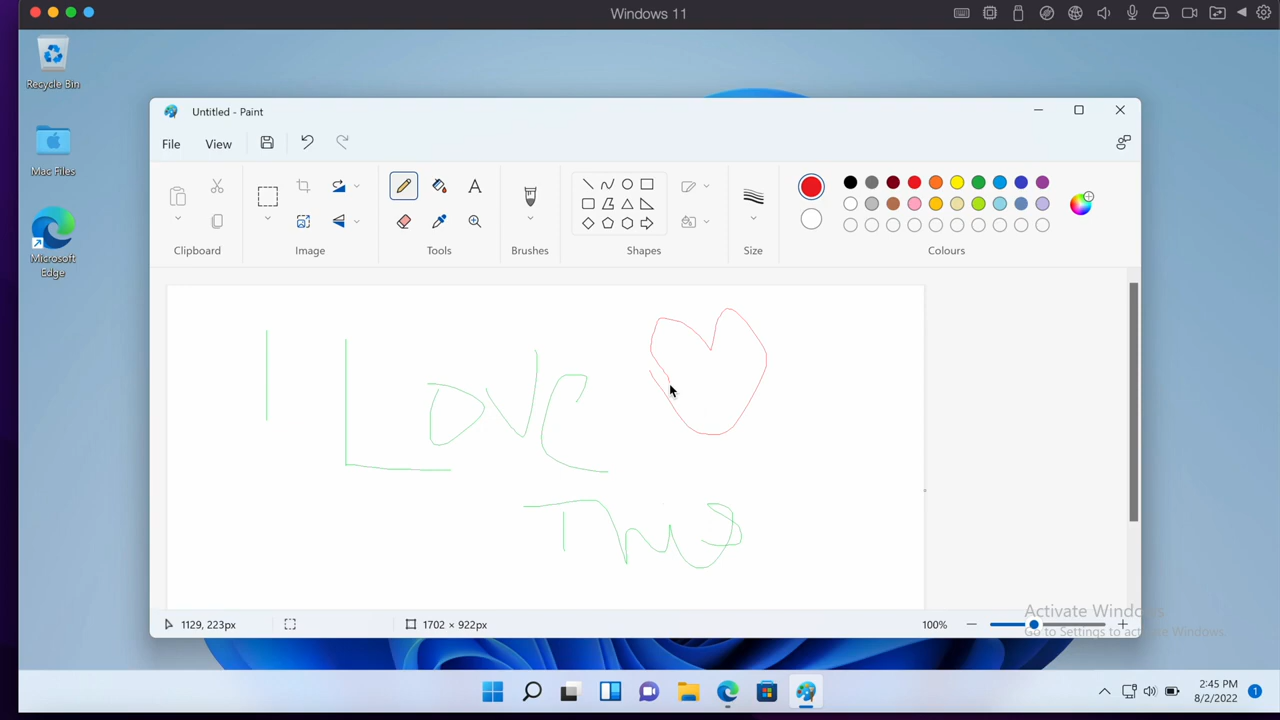 Windows 11
Recycle Bin
Mac Files
Microsoft
Edge
Untitled - Paint
File View
Clipboard Image Tools Brushes Shapes Size Colours
I LOVE
This
1129, 223px 1702 × 922px 100%
Activate Windows
Go to Settings to activate Windows.
2:45 PM
8/2/2022
1